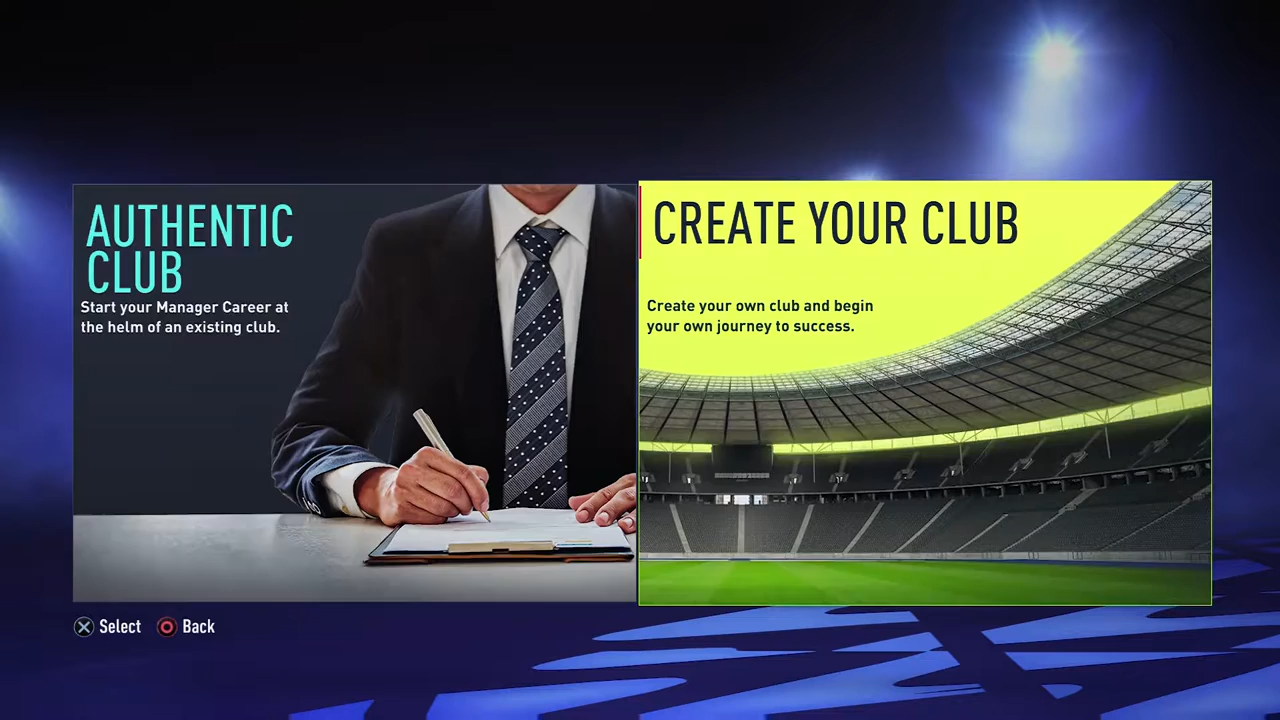 AUTHENTIC
CLUB
Start your Manager Career at
the helm of an existing club.
CREATE YOUR CLUB
Create your own club and begin
your own journey to success.
Select
Back